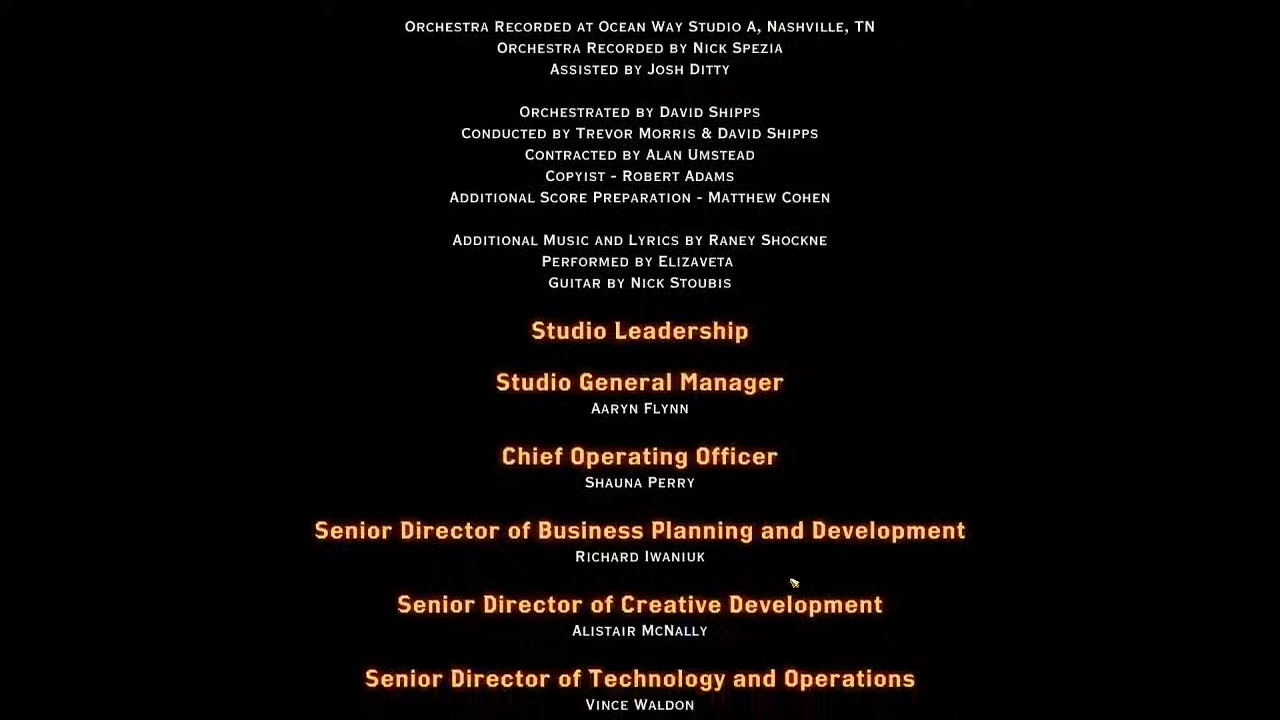 Orchestra Recorded at Ocean Way Studio A, Nashville, TN
Orchestra Recorded by Nick Spezia
Assisted by Josh Ditty
Orchestrated by David Shipps
Conducted by Trevor Morris & David Shipps
Contracted by Alan Umstead
Copyist - Robert Adams
Additional Score Preparation - Matthew Cohen
Additional Music and Lyrics by Raney Shockne
Performed by Elizaveta
Guitar by Nick Stoubis
Studio Leadership
Studio General Manager
Aaryn Flynn
Chief Operating Officer
Shauna Perry
Senior Director of Business Planning and Development
Richard Iwaniuk
Senior Director of Creative Development
Alistair McNally
Senior Director of Technology and Operations
Vince Waldon